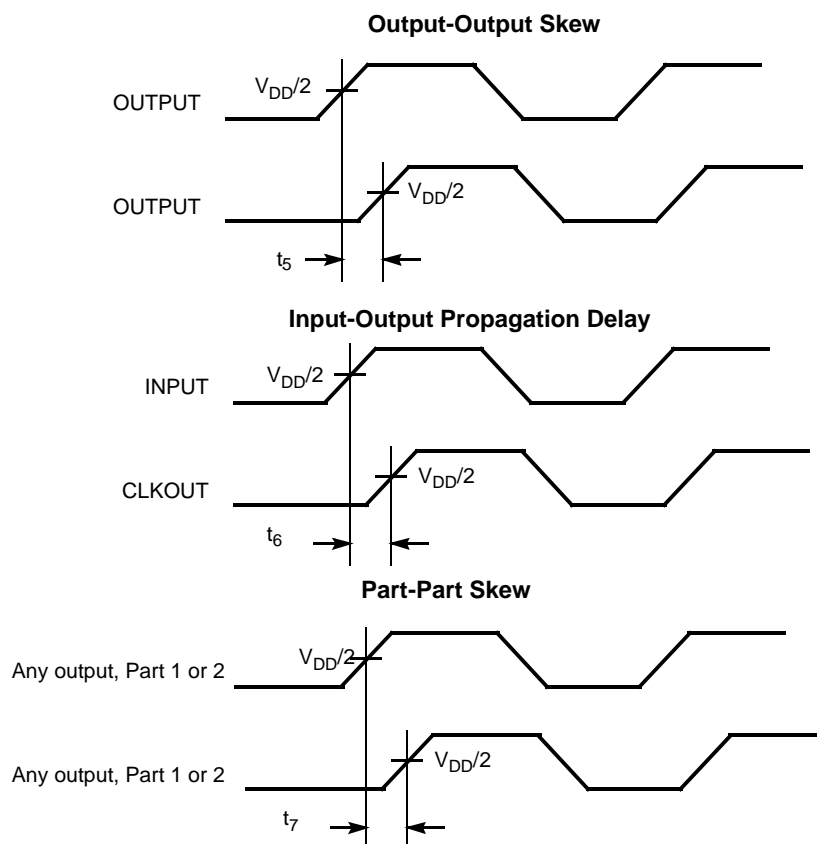 Output-Output Skew
V_DD/2
OUTPUT
OUTPUT
V_DD/2
t_5
Input-Output Propagation Delay
V_DD/2
INPUT
CLKOUT
V_DD/2
t_6
Part-Part Skew
Any output, Part 1 or 2
V_DD/2
Any output, Part 1 or 2
V_DD/2
t_7